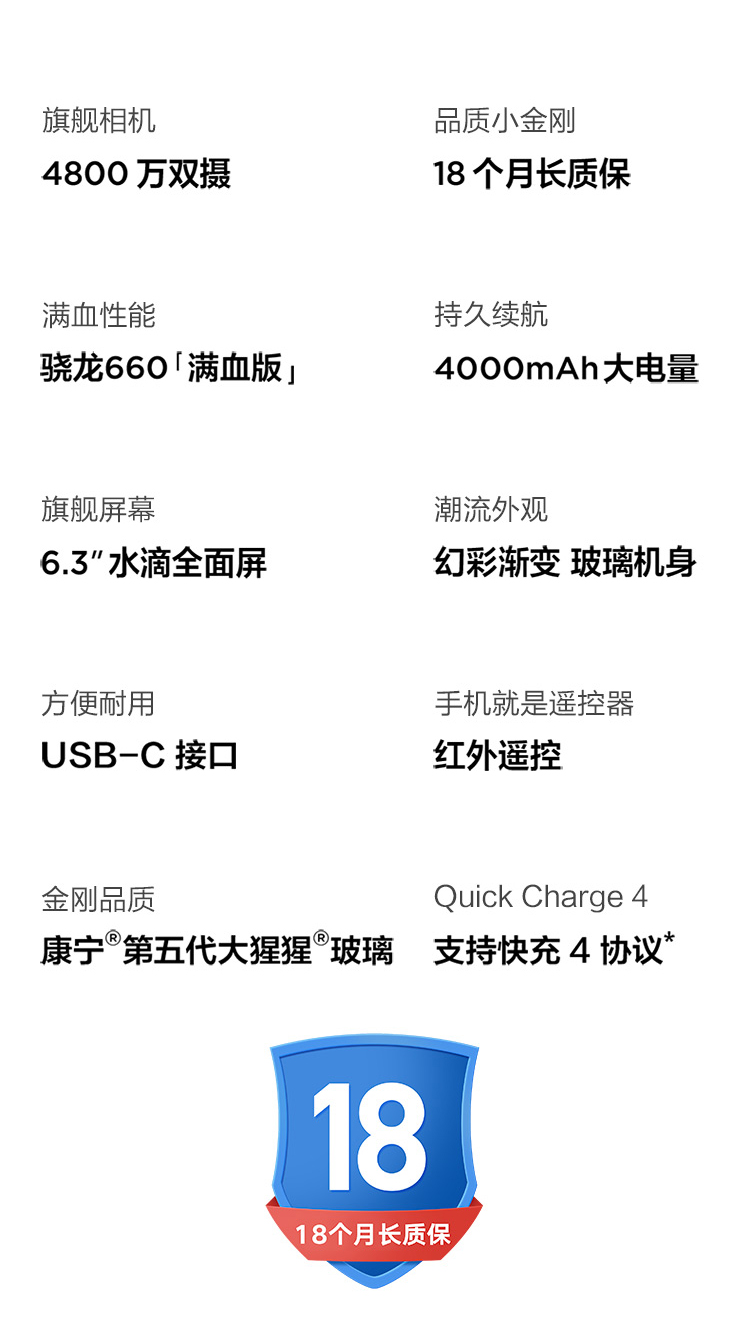 旗舰相机
4800 万双摄
品质小金刚
18 个月长质保
满血性能
骁龙660「满血版」
持久续航
4000mAh大电量
旗舰屏幕
6.3″水滴全面屏
潮流外观
幻彩渐变 玻璃机身
方便耐用
USB-C 接口
手机就是遥控器
红外遥控
金刚品质
康宁®第五代大猩猩®玻璃
Quick Charge 4
支持快充 4 协议*
18
18个月长质保